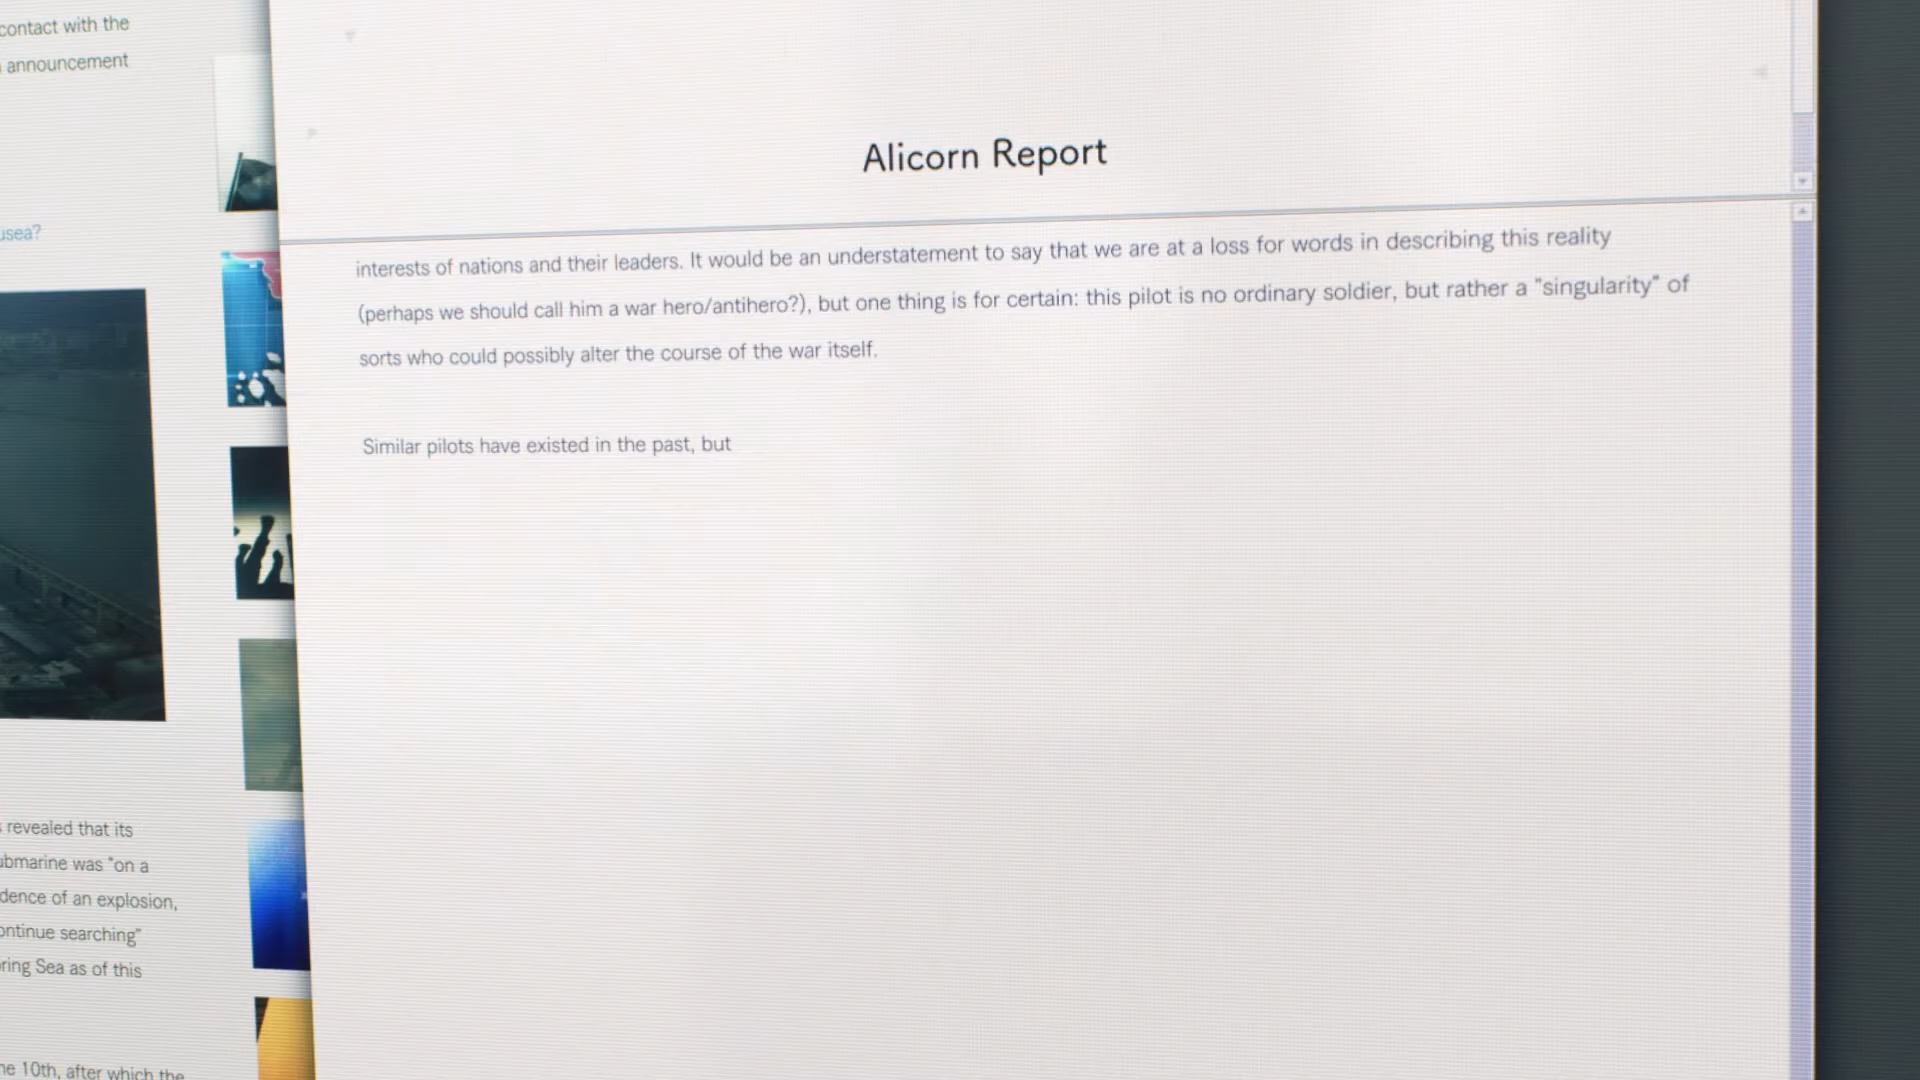 contact with the
announcement
usea?
revealed that its
submarine was "on a
dence of an explosion,
ontinue searching"
ring Sea as of this
10th, after which the
Alicorn Report
interests of nations and their leaders. It would be an understatement to say that we are at a loss for words in describing this reality
(perhaps we should call him a war hero/antihero?), but one thing is for certain: this pilot is no ordinary soldier, but rather a "singularity" of
sorts who could possibly alter the course of the war itself.
Similar pilots have existed in the past, but